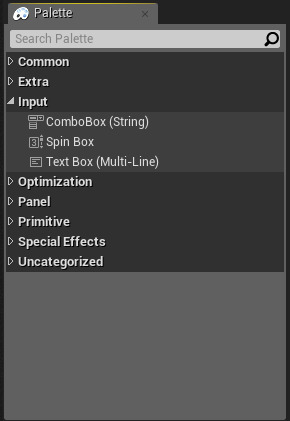 Palette
Search Palette
Common
Extra
Input
ComboBox (String)
Spin Box
Text Box (Multi-Line)
Optimization
Panel
Primitive
Special Effects
Uncategorized